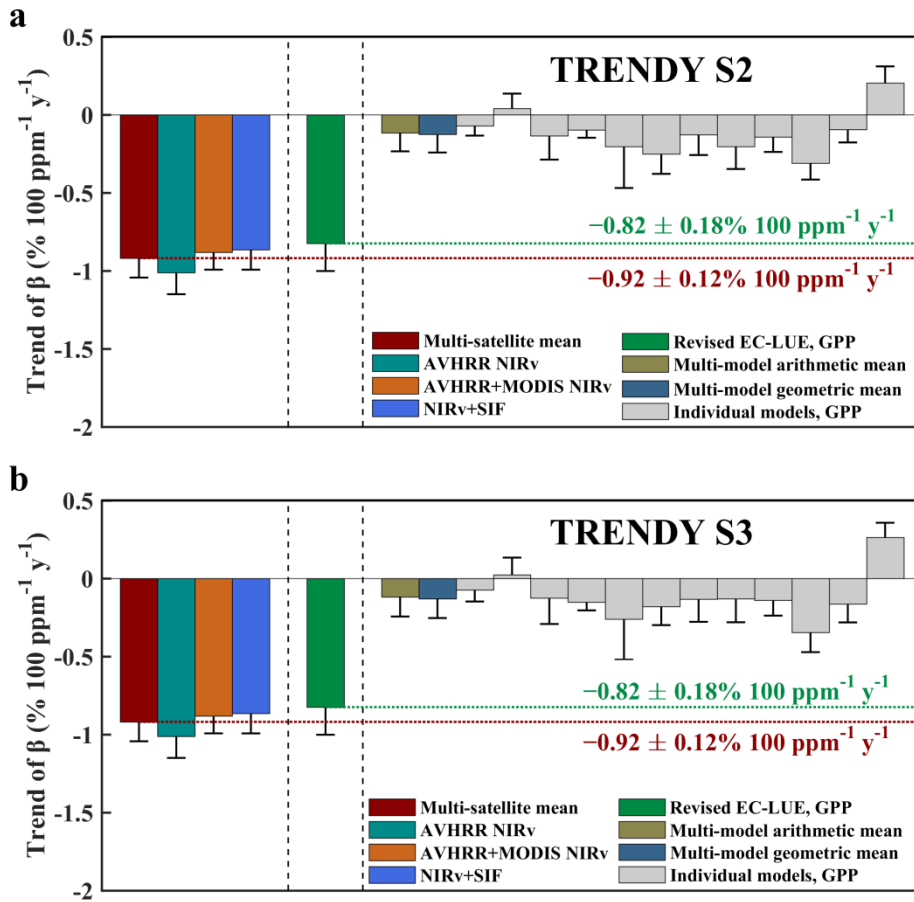 a
0.5
TRENDY S2
0
-0.5
−0.82 ± 0.18% 100 ppm⁻¹ y⁻¹
-1
−0.92 ± 0.12% 100 ppm⁻¹ y⁻¹
Trend of β (% 100 ppm⁻¹ y⁻¹)
Multi-satellite mean
AVHRR NIRv
AVHRR+MODIS NIRv
NIRv+SIF
Revised EC-LUE, GPP
Multi-model arithmetic mean
Multi-model geometric mean
Individual models, GPP
-1.5
-2
b
0.5
TRENDY S3
0
-0.5
−0.82 ± 0.18% 100 ppm⁻¹ y⁻¹
-1
−0.92 ± 0.12% 100 ppm⁻¹ y⁻¹
Trend of β (% 100 ppm⁻¹ y⁻¹)
Multi-satellite mean
AVHRR NIRv
AVHRR+MODIS NIRv
NIRv+SIF
Revised EC-LUE, GPP
Multi-model arithmetic mean
Multi-model geometric mean
Individual models, GPP
-1.5
-2